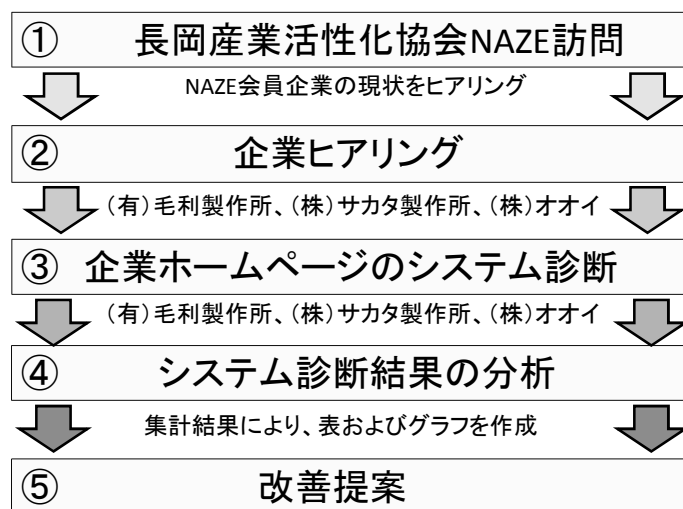 ① 長岡産業活性化協会NAZE訪問
NAZE会員企業の現状をヒアリング
② 企業ヒアリング
（有）毛利製作所、（株）サカタ製作所、（株）オオイ
③ 企業ホームページのシステム診断
（有）毛利製作所、（株）サカタ製作所、（株）オオイ
④ システム診断結果の分析
集計結果により、表およびグラフを作成
⑤ 改善提案